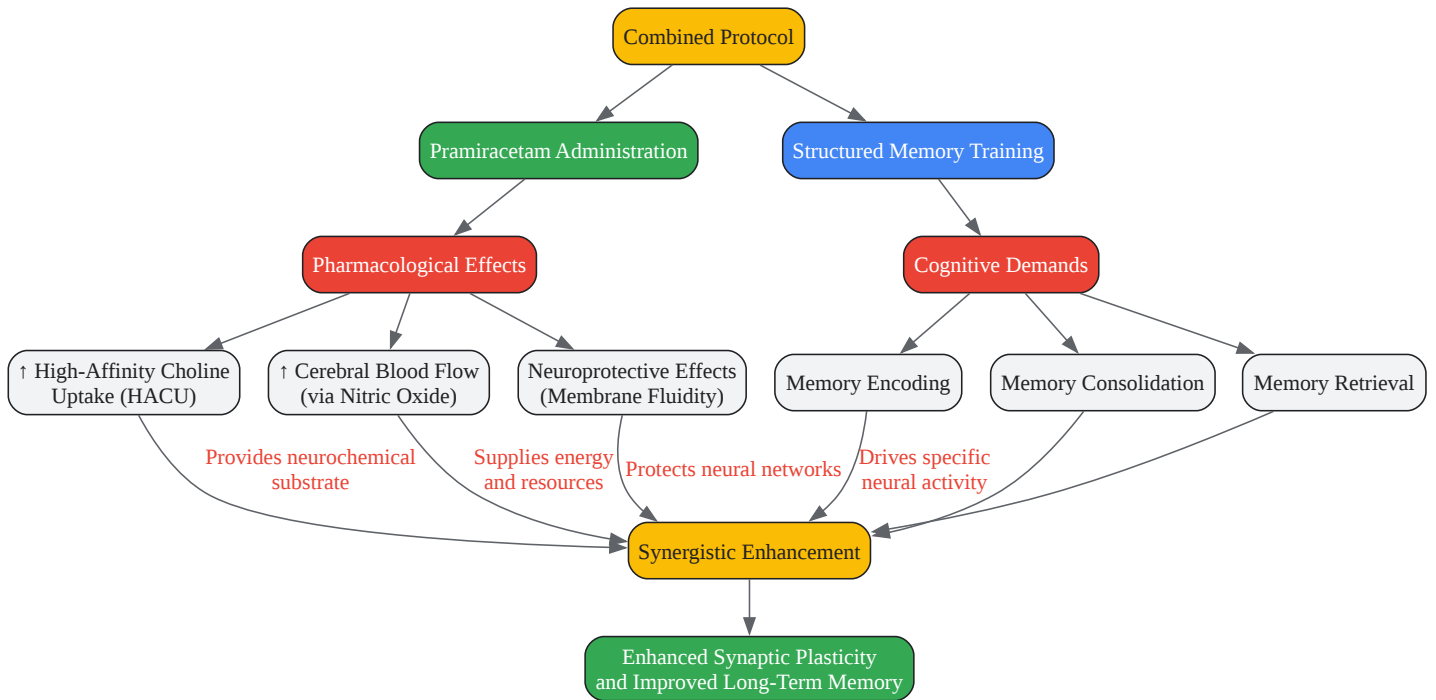 Combined Protocol
Pramiracetam Administration
Structured Memory Training
Pharmacological Effects
Cognitive Demands
↑ High-Affinity Choline
Uptake (HACU)
↑ Cerebral Blood Flow
(via Nitric Oxide)
Neuroprotective Effects
(Membrane Fluidity)
Memory Encoding
Memory Consolidation
Memory Retrieval
Provides neurochemical
substrate
Supplies energy
and resources
Protects neural networks
Drives specific
neural activity
Synergistic Enhancement
Enhanced Synaptic Plasticity
and Improved Long-Term Memory